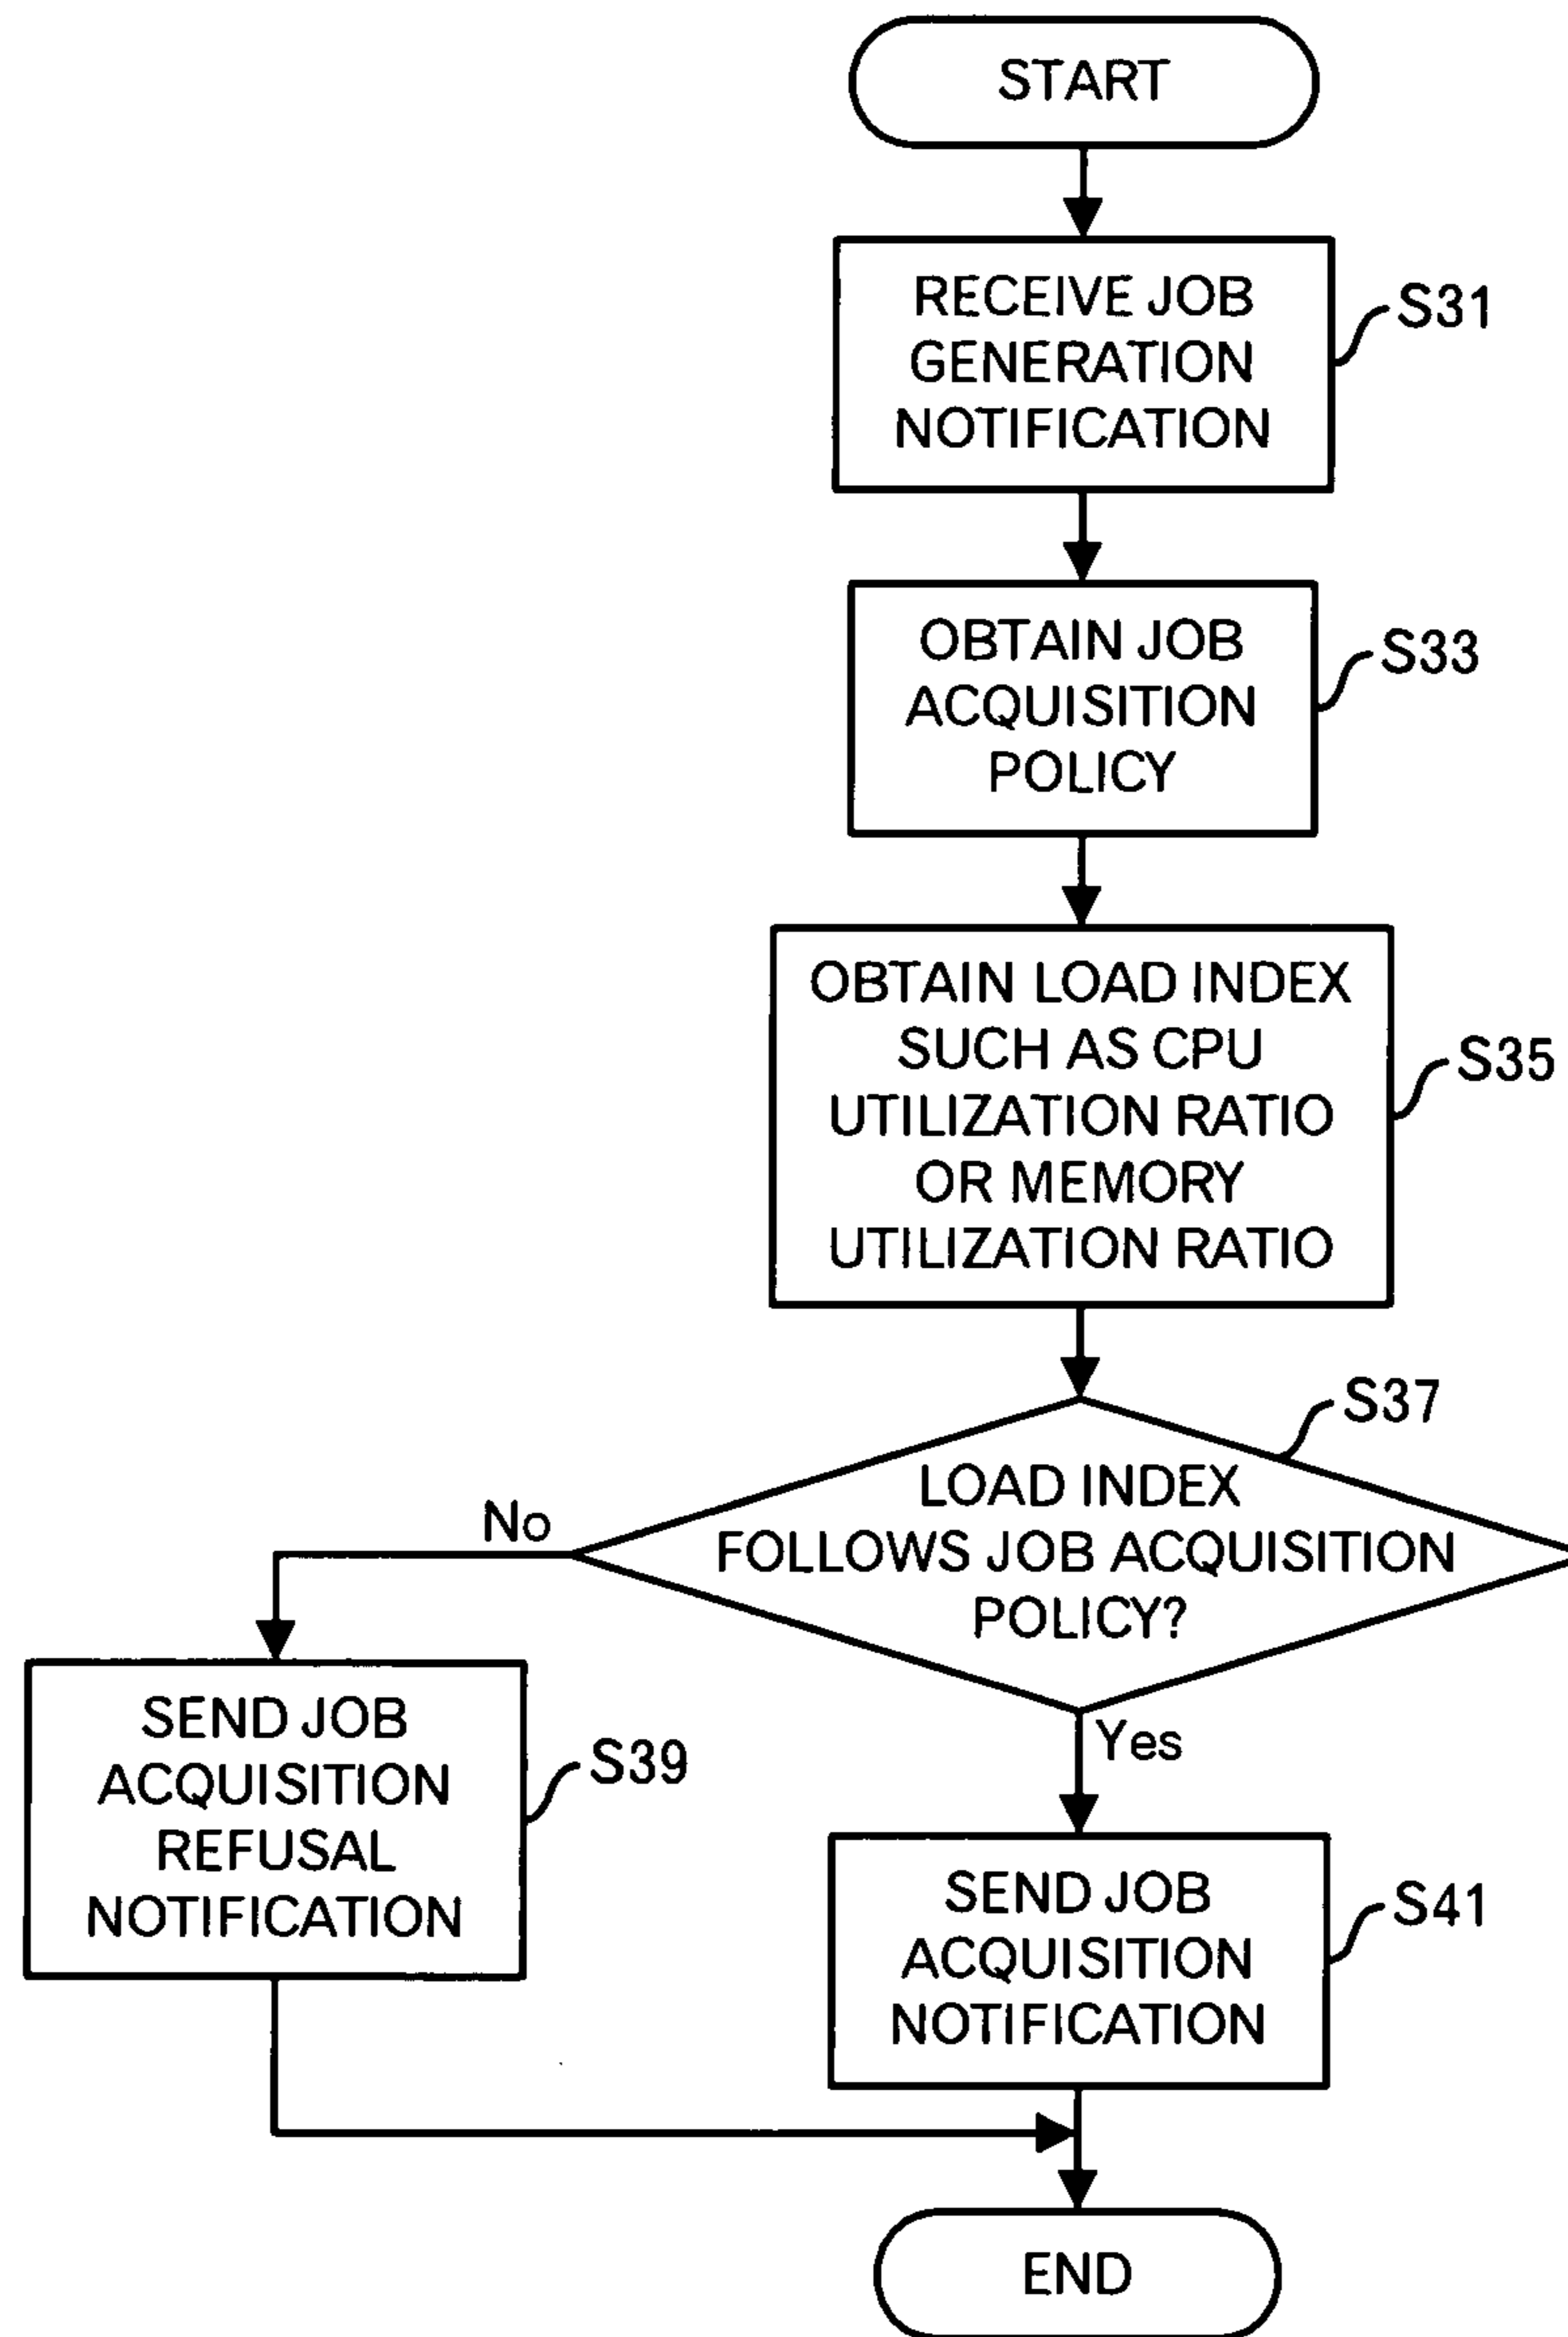 START
RECEIVE JOB
GENERATION
NOTIFICATION
S31
OBTAIN JOB
ACQUISITION
POLICY
S33
OBTAIN LOAD INDEX
SUCH AS CPU
UTILIZATION RATIO
OR MEMORY
UTILIZATION RATIO
S35
S37
LOAD INDEX
FOLLOWS JOB ACQUISITION
POLICY?
No
Yes
SEND JOB
ACQUISITION
REFUSAL
NOTIFICATION
S39
SEND JOB
ACQUISITION
NOTIFICATION
S41
END